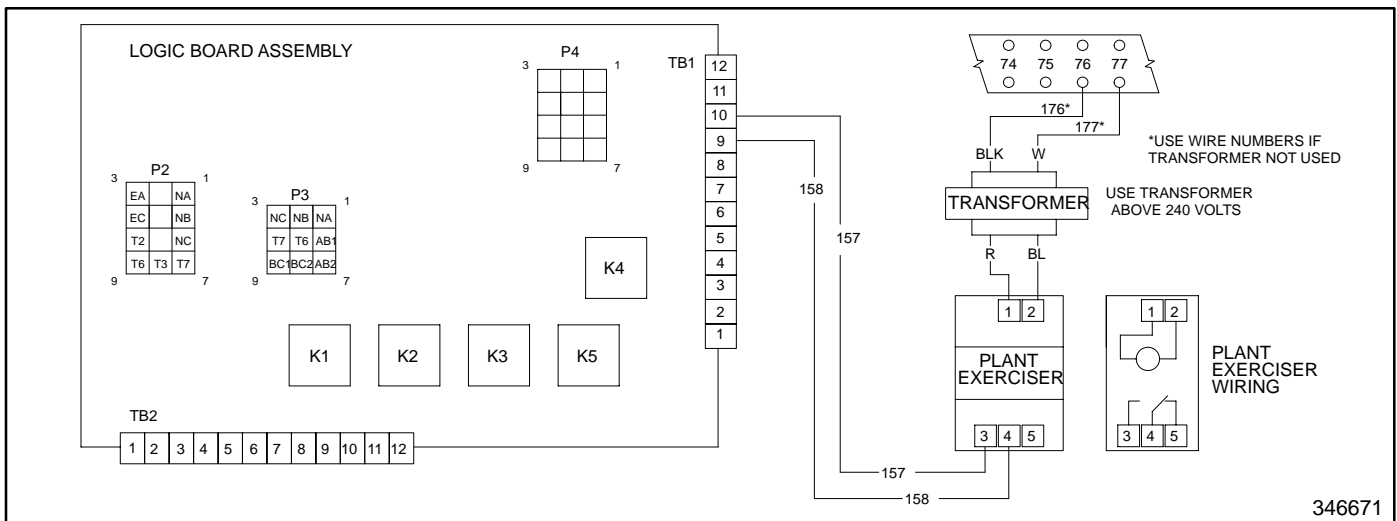 LOGIC BOARD ASSEMBLY
P4
3 1
9 7
P2
3 1
EA NA
EC NB
T2 NC
T6 T3 T7
9 7
P3
3 1
NC NB NA
T7 T6 AB1
BC1 BC2 AB2
9 7
K4
K1 K2 K3 K5
TB1
12
11
10
9
8
7
6
5
4
3
2
1
TB2
1 2 3 4 5 6 7 8 9 10 11 12
158
157
157
158
74 75 76 77
176*
177*
BLK W
*USE WIRE NUMBERS IF
TRANSFORMER NOT USED
TRANSFORMER
USE TRANSFORMER
ABOVE 240 VOLTS
R BL
1 2
PLANT
EXERCISER
3 4 5
1 2
3 4 5
PLANT
EXERCISER
WIRING
346671